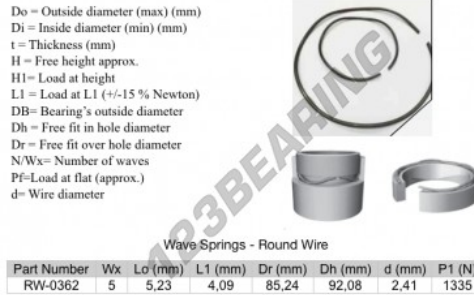 Do = Outside diameter (max) (mm)
Di = Inside diameter (min) (mm)
t = Thickness (mm)
H = Free height approx.
H1= Load at height
L1 = Load at L1 (+/-15 % Newton)
DB= Bearing's outside diameter
Dh = Free fit in hole diameter
Dr = Free fit over hole diameter
N/Wx= Number of waves
Pf=Load at flat (approx.)
d= Wire diameter
123BEARING
Wave Springs - Round Wire
Part Number Wx Lo (mm) L1 (mm) Dr (mm) Dh (mm) d (mm) P1 (N)
RW-0362 5 5,23 4,09 85,24 92,08 2,41 1335